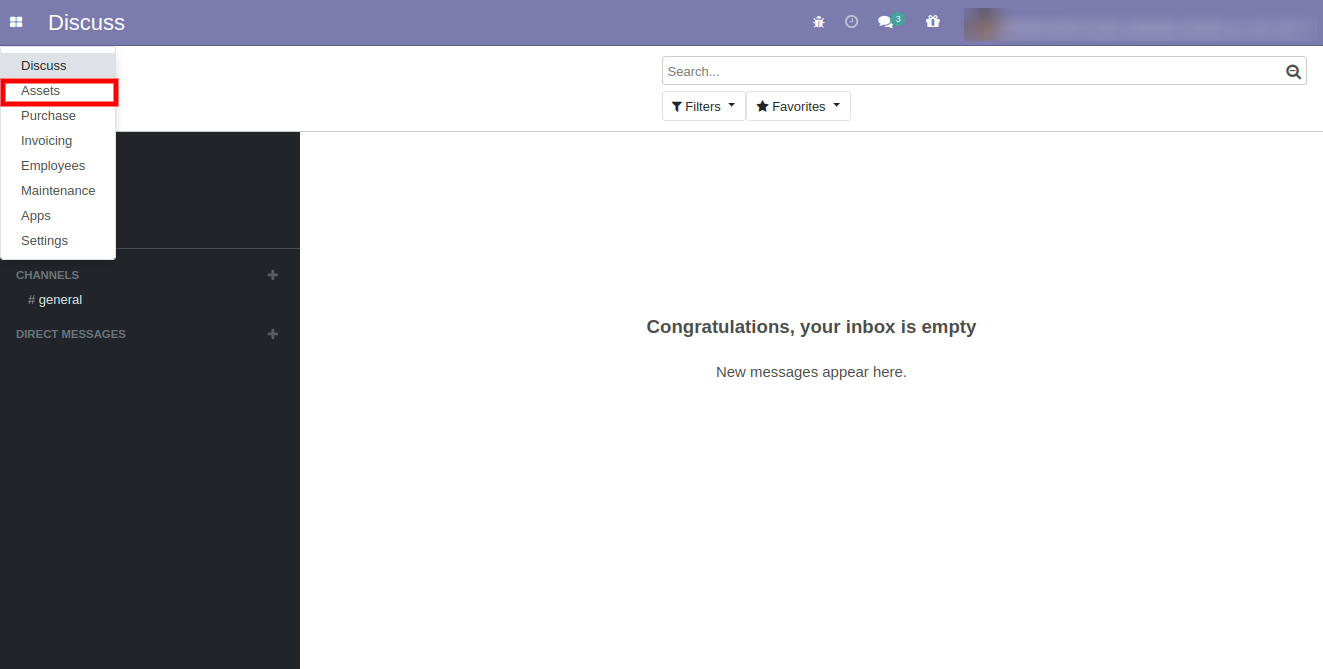 Discuss
3
Discuss
Assets
Purchase
Invoicing
Employees
Maintenance
Apps
Settings
Search...
Filters
Favorites
CHANNELS
# general
DIRECT MESSAGES
Congratulations, your inbox is empty
New messages appear here.